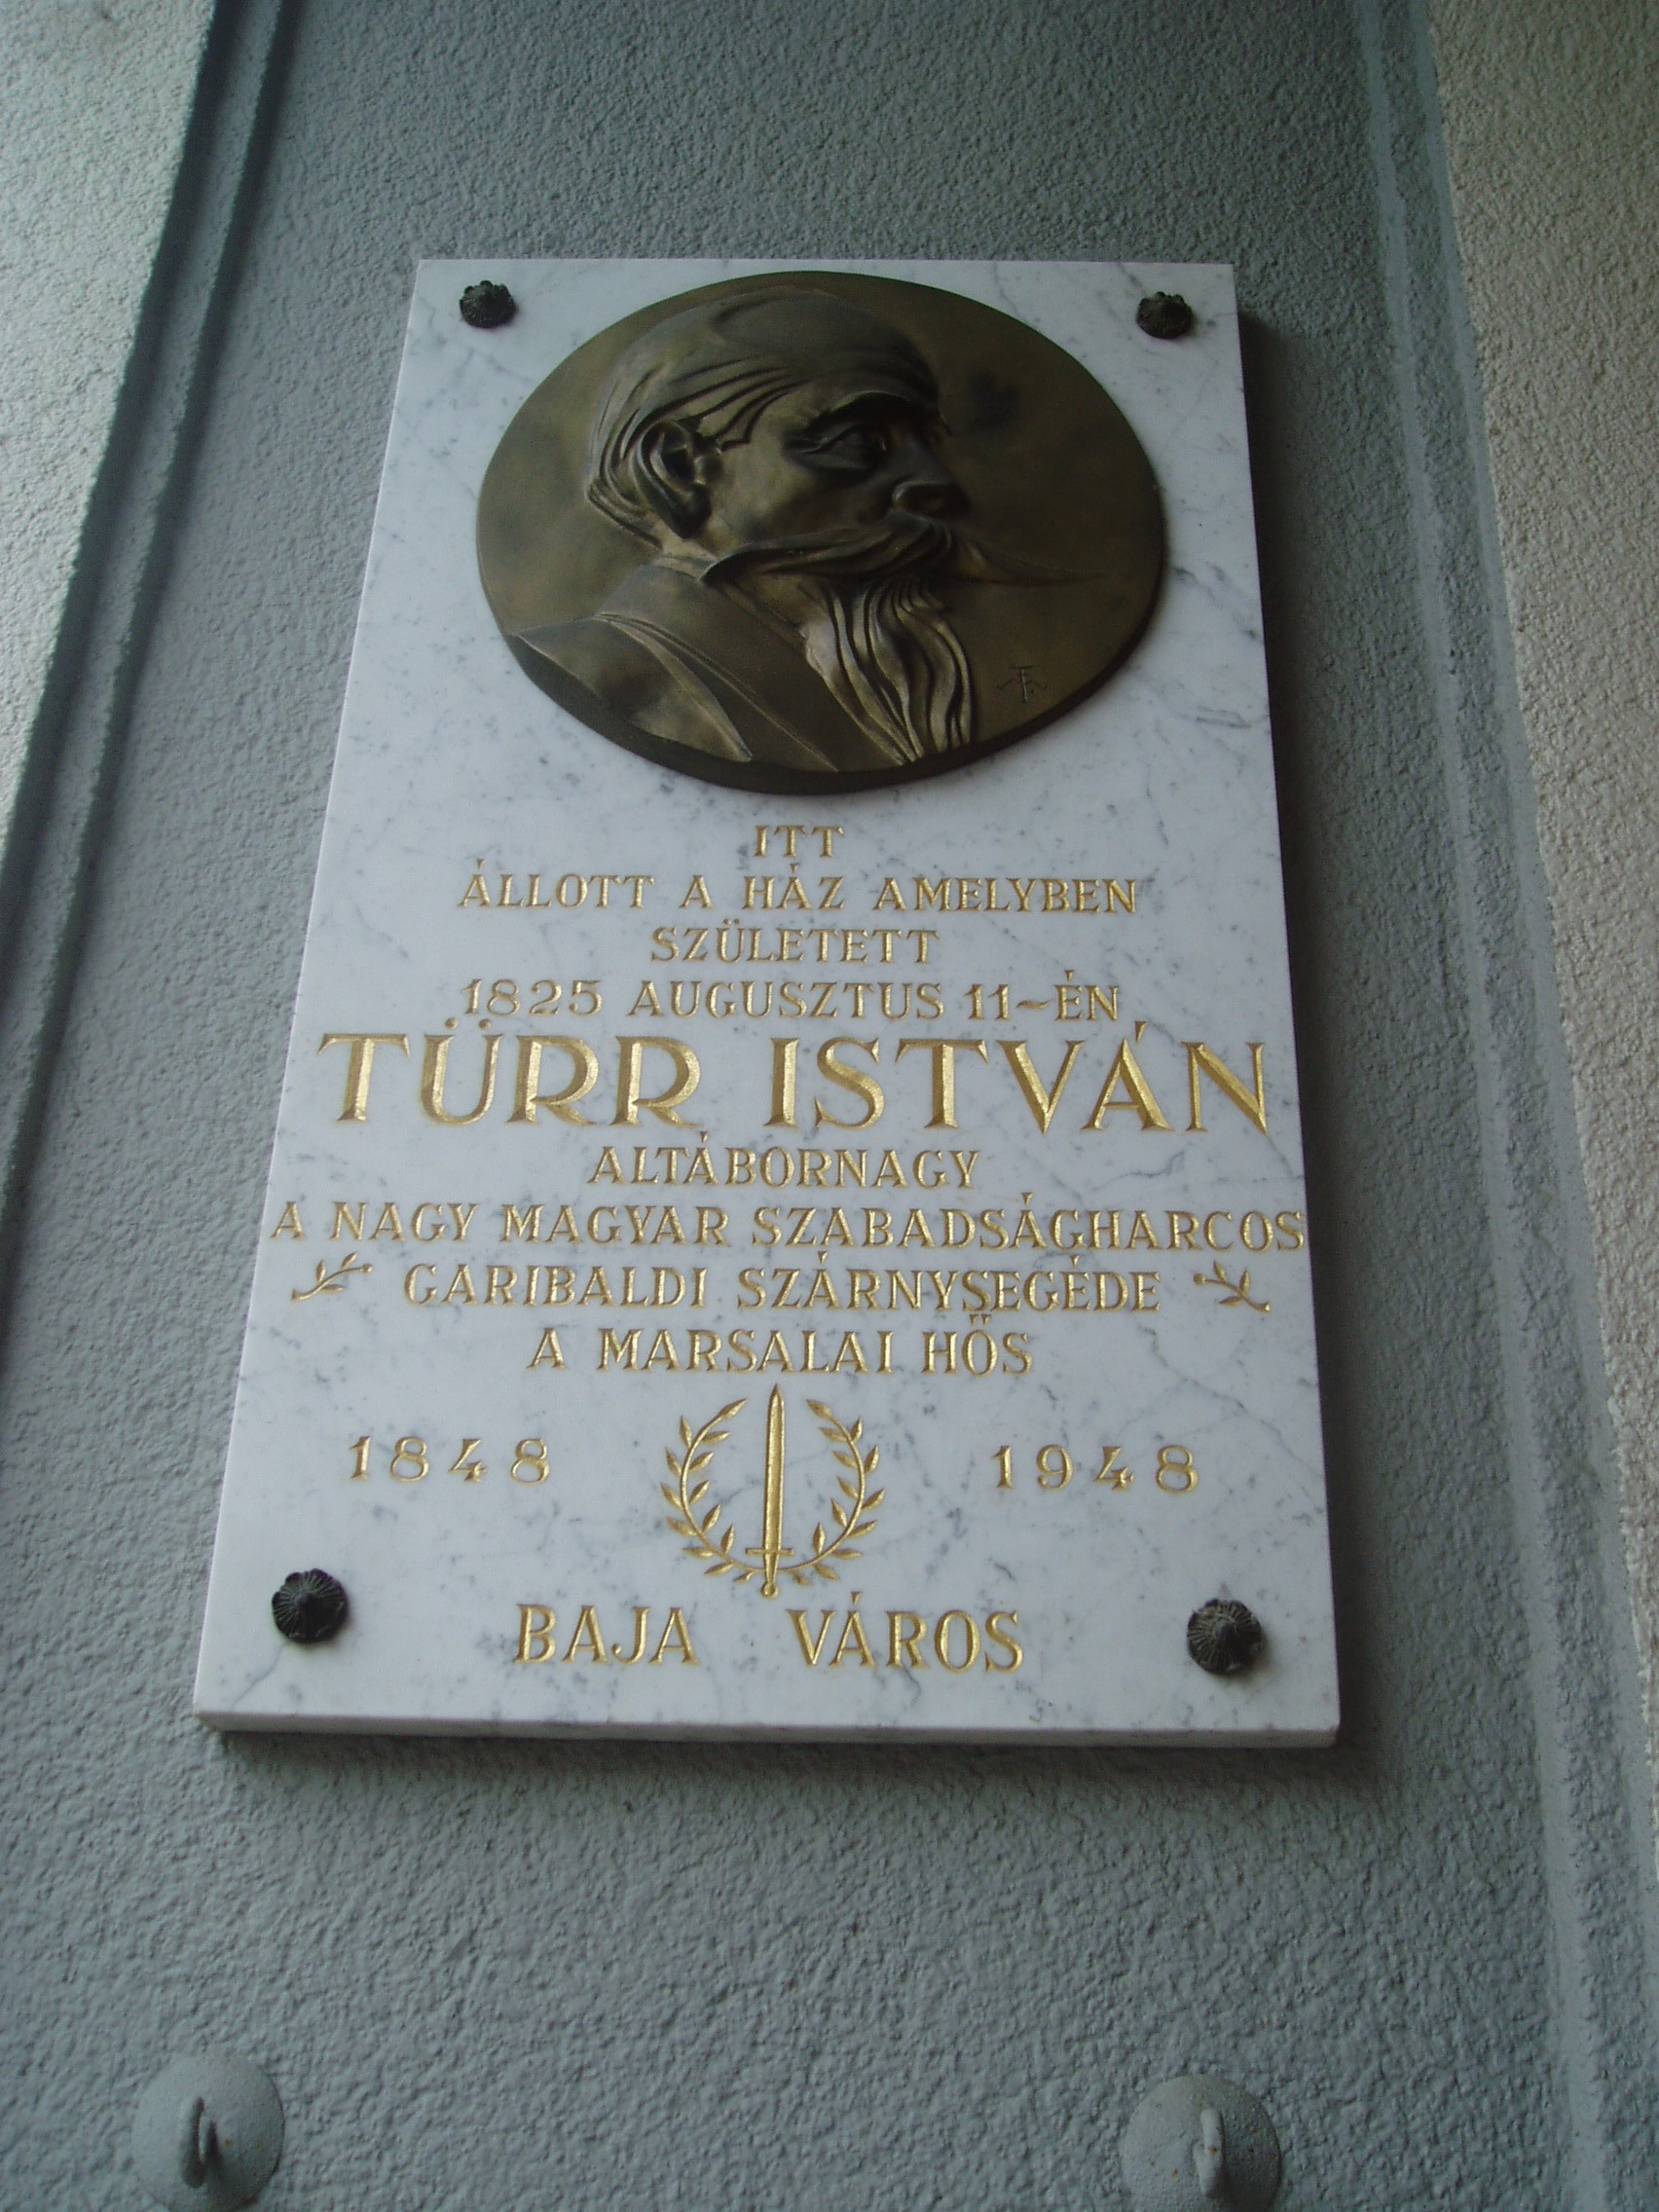 ITT
ÁLLOTT A HÁZ AMELYBEN
SZÜLETETT
1825 AUGUSZTUS 11-ÉN
TÜRR ISTVÁN
ALTÁBORNAGY
A NAGY MAGYAR SZABADSÁGHARCOS
GARIBALDI SZÁRNYSEGÉDE
A MARSALAI HŐS
1848 1948
BAJA VÁROS